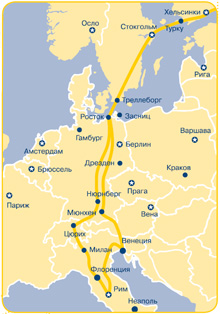 Хельсинки
Осло
Стокгольм
Турку
Рига
Треллеборг
Росток
Засниц
Гамбург
Варшава
Амстердам
Берлин
Брюссель
Дрезден
Краков
Нюрнберг
Прага
Париж
Мюнхен
Вена
Цюрих
Венеция
Милан
Флоренция
Рим
Неаполь